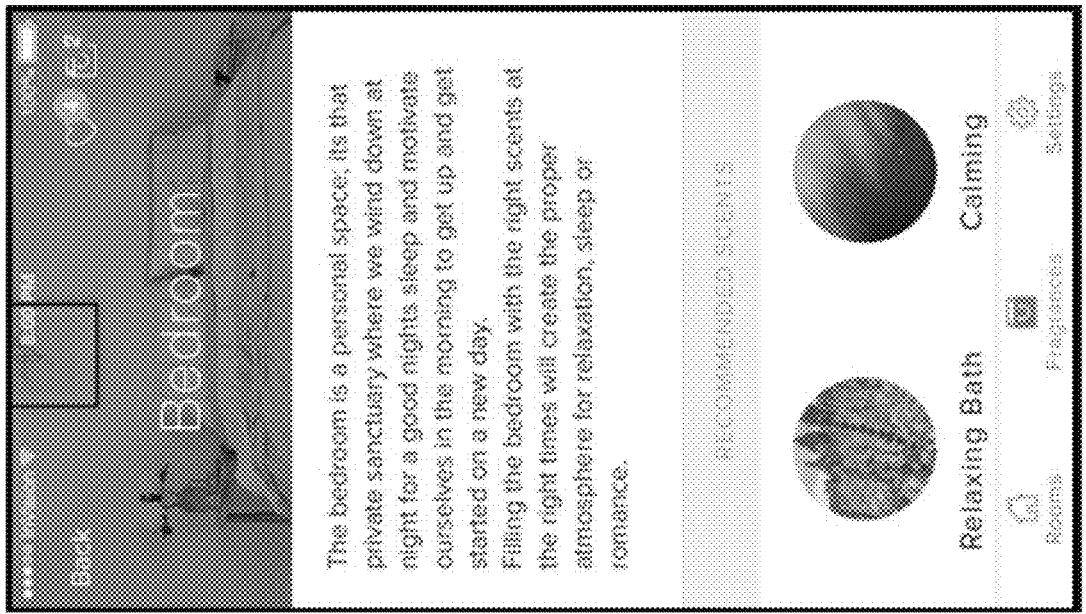 Back
Bedroom
The bedroom is a personal space; its that
private sanctuary where we wind down at
night for a good nights sleep and motivate
ourselves in the morning to get up and get
started on a new day.
Filling the bedroom with the right scents at
the right times will create the proper
atmosphere for relaxation, sleep or
romance.
RECOMMENDED SCENTS
Relaxing Bath
Calming
Rooms
Fragrances
Settings